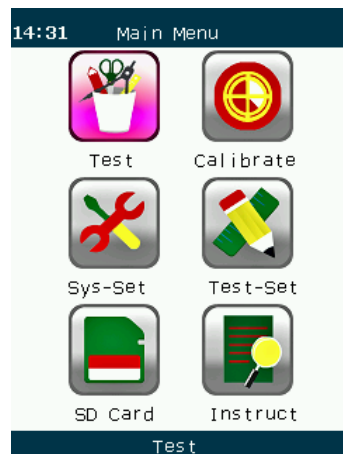 14:31 Main Menu
Test Calibrate
Sys-Set Test-Set
SD Card Instruct
Test